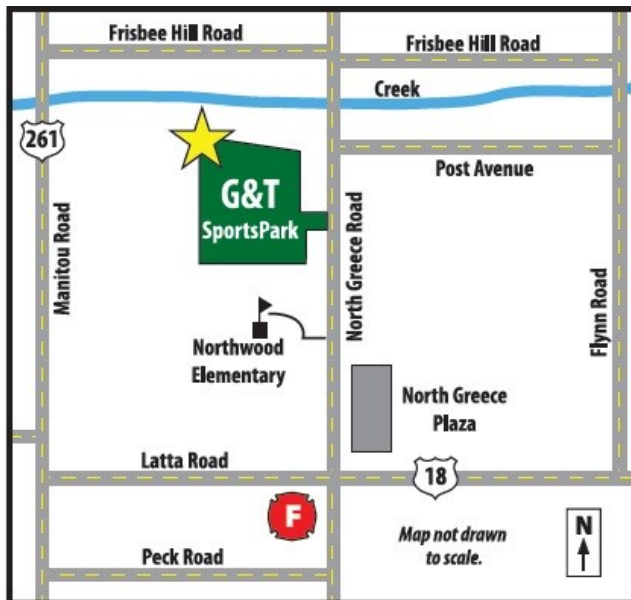 Frisbee Hill Road
Frisbee Hill Road
Creek
261
Post Avenue
G&T
SportsPark
Manitou Road
North Greece Road
Flynn Road
Northwood
Elementary
North Greece
Plaza
Latta Road
18
F
Map not drawn
to scale.
N
Peck Road